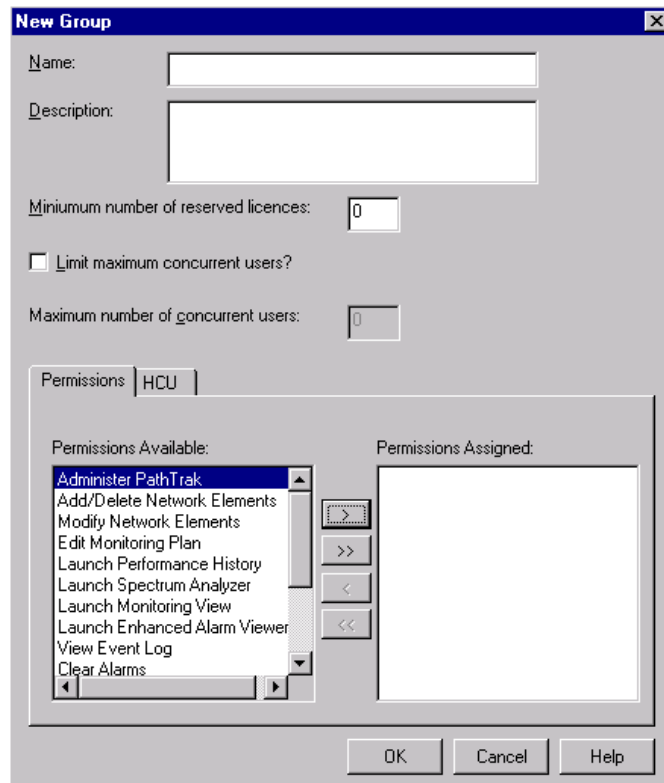 New Group
Name:
Description:
Miniumum number of reserved licences:
0
Limit maximum concurrent users?
Maximum number of concurrent users:
0
Permissions
HCU
Permissions Available:
Permissions Assigned:
Administer PathTrak
Add/Delete Network Elements
Modify Network Elements
Edit Monitoring Plan
Launch Performance History
Launch Spectrum Analyzer
Launch Monitoring View
Launch Enhanced Alarm Viewer
View Event Log
Clear Alarms
>
>>
<
<<
OK
Cancel
Help